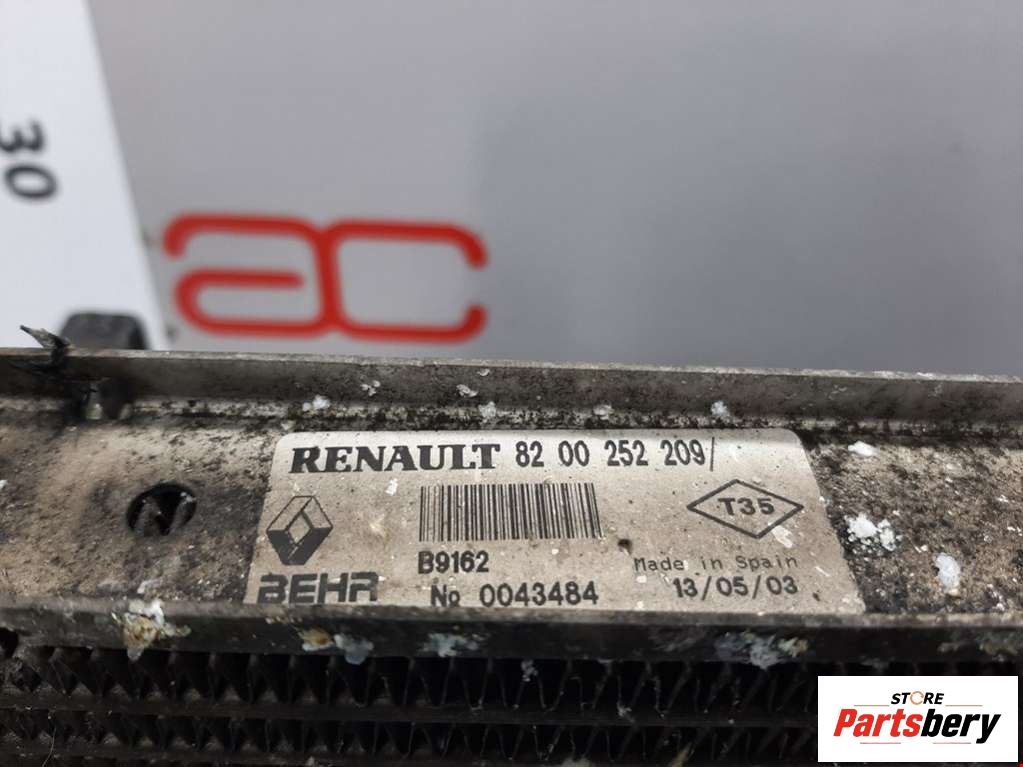 30
ac
RENAULT 82 00 252 209/
T35
B9162
Made in Spain
BEHR
No 0043484
13/05/03
STORE
Partsbery